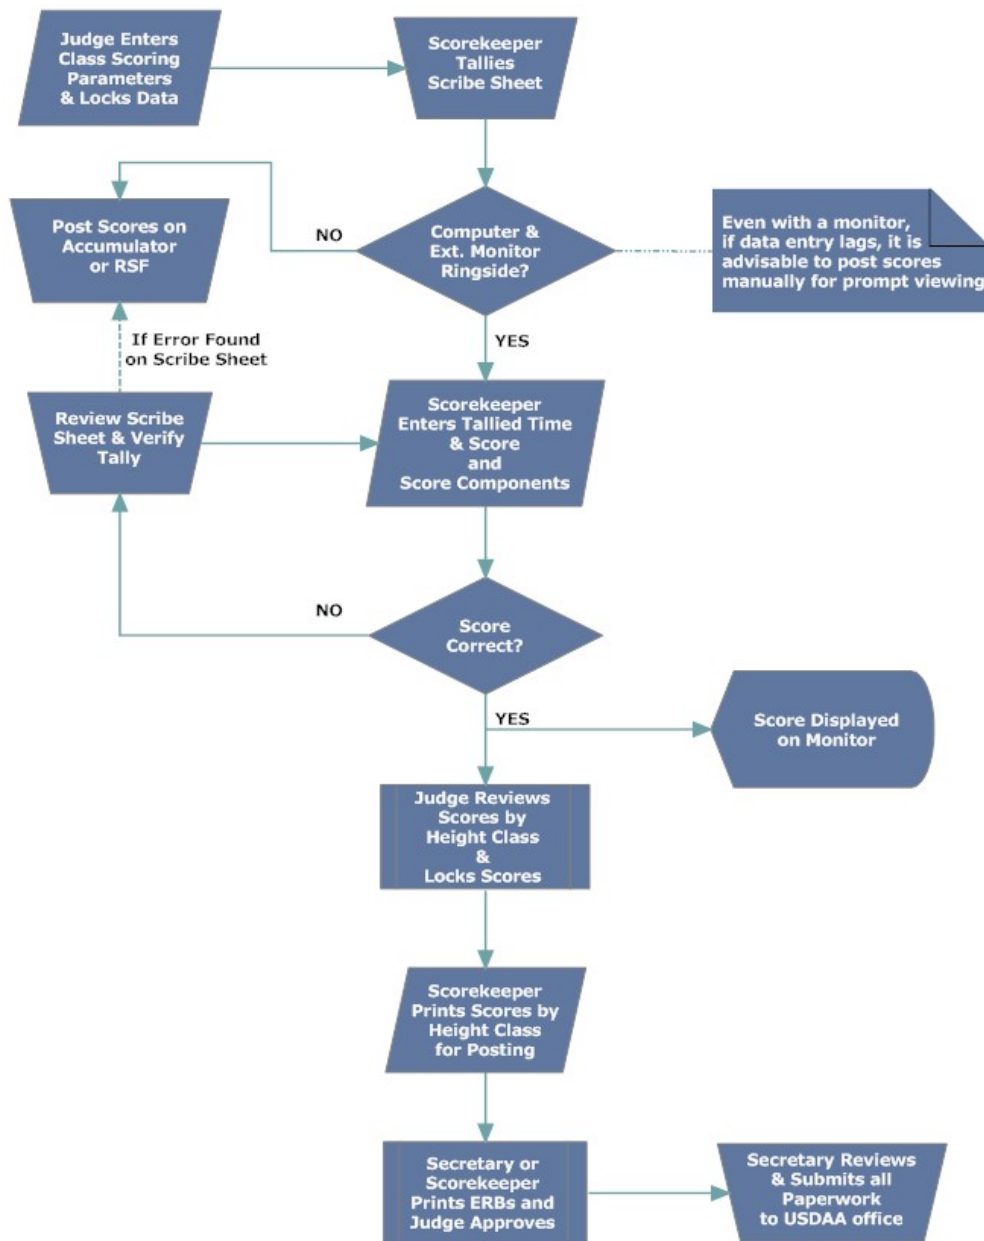 Judge Enters
Class Scoring
Parameters
& Locks Data
Scorekeeper
Tallies
Scribe Sheet
Post Scores on
Accumulator
or RSF
NO
Computer &
Ext. Monitor
Ringside?
Even with a monitor,
if data entry lags, it is
advisable to post scores
manually for prompt viewing
YES
If Error Found
on Scribe Sheet
Review Scribe
Sheet & Verify
Tally
Scorekeeper
Enters Tallied Time
& Score
and
Score Components
NO
Score
Correct?
YES
Score Displayed
on Monitor
Judge Reviews
Scores by
Height Class
&
Locks Scores
Scorekeeper
Prints Scores by
Height Class
for Posting
Secretary or
Scorekeeper
Prints ERBs and
Judge Approves
Secretary Reviews
& Submits all
Paperwork
to USDAA office